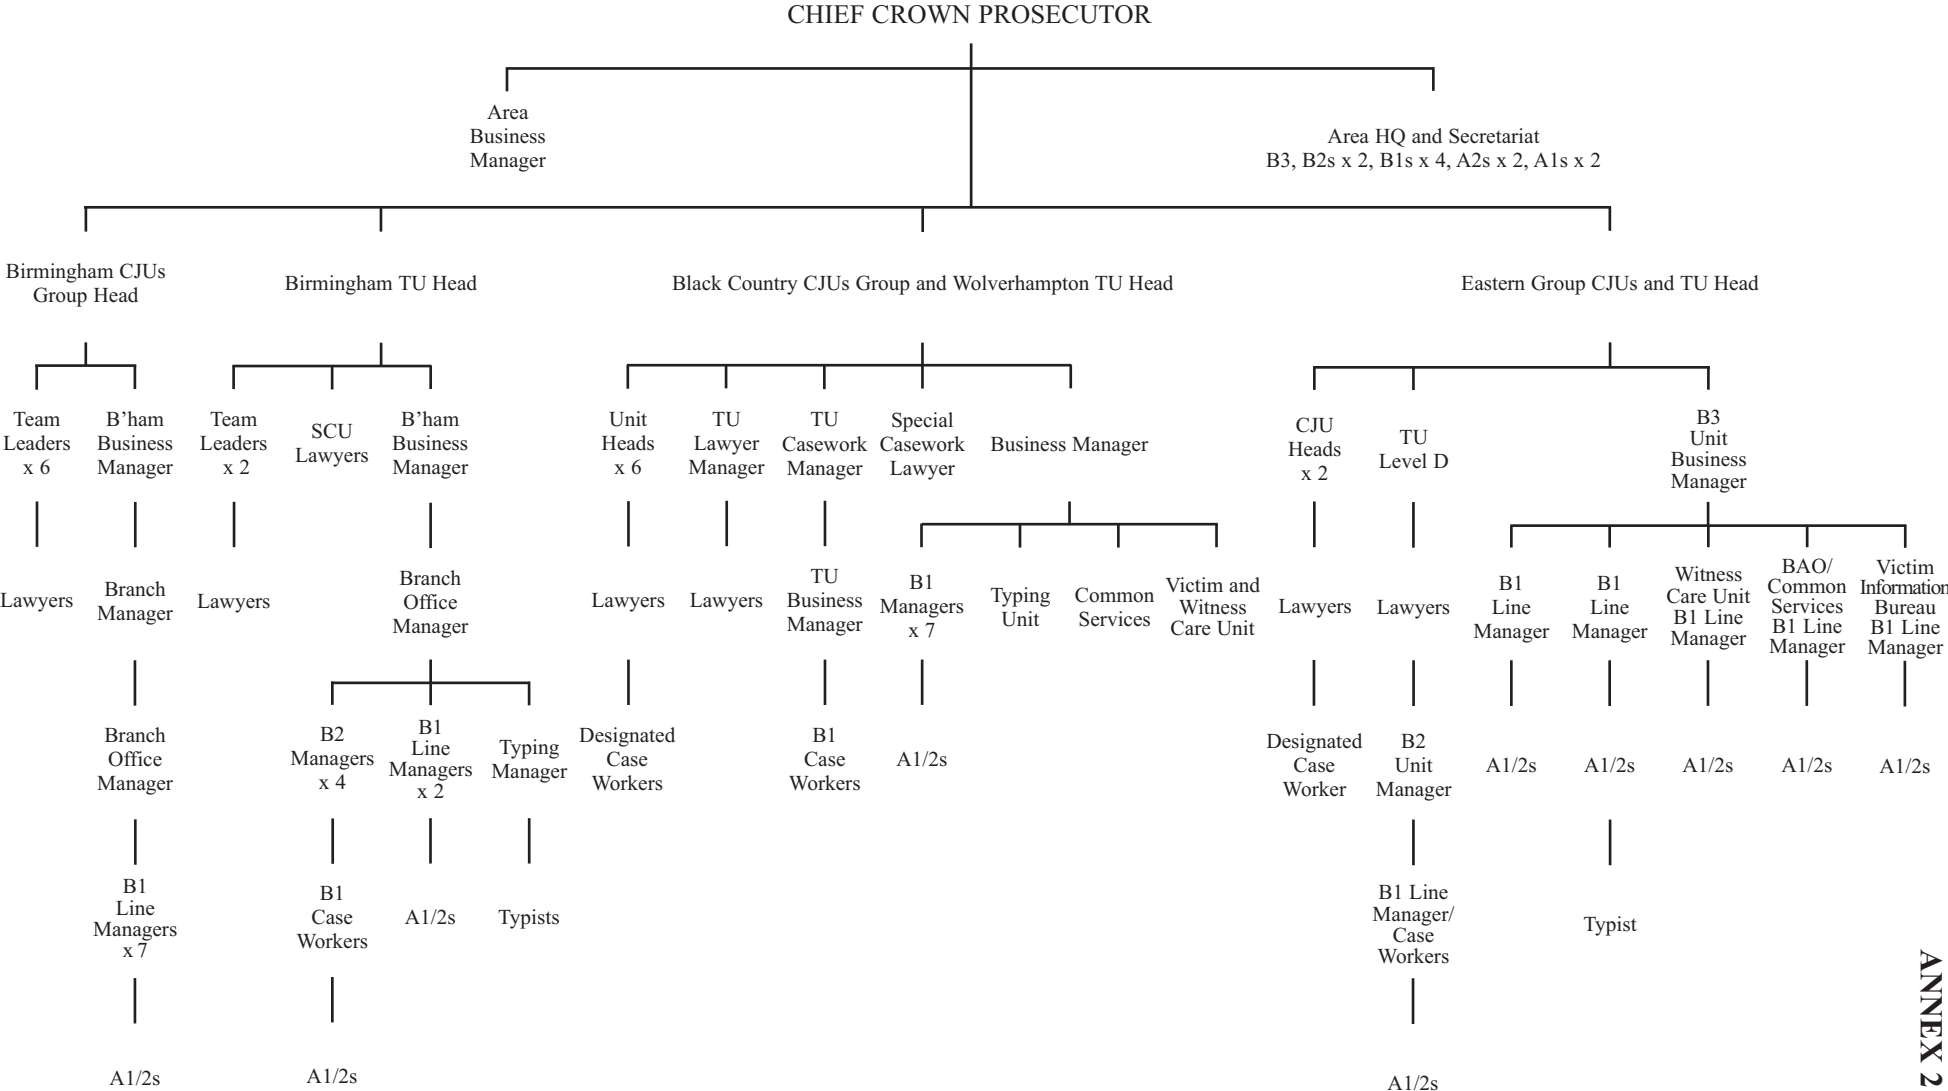 CHIEF CROWN PROSECUTOR
Area
Business
Manager
Area HQ and Secretariat
B3, B2s x 2, B1s x 4, A2s x 2, A1s x 2
Birmingham CJUs
Group Head
Birmingham TU Head
Black Country CJUs Group and Wolverhampton TU Head
Eastern Group CJUs and TU Head
Team
Leaders
x 6
B’ham
Business
Manager
Team
Leaders
x 2
SCU
Lawyers
B’ham
Business
Manager
Unit
Heads
x 6
TU
Lawyer
Manager
TU
Casework
Manager
Special
Casework
Lawyer
Business Manager
CJU
Heads
x 2
TU
Level D
B3
Unit
Business
Manager
Lawyers
Branch
Manager
Lawyers
Branch
Office
Manager
Lawyers
Lawyers
TU
Business
Manager
B1
Managers
x 7
Typing
Unit
Common
Services
Victim and
Witness
Care Unit
Lawyers
Lawyers
B1
Line
Manager
B1
Line
Manager
Witness
Care Unit
B1 Line
Manager
BAO/
Common
Services
B1 Line
Manager
Victim
Information
Bureau
B1 Line
Manager
Branch
Office
Manager
B2
Managers
x 4
B1
Line
Managers
x 2
Typing
Manager
Designated
Case
Workers
B1
Case
Workers
A1/2s
Designated
Case
Worker
B2
Unit
Manager
A1/2s
A1/2s
A1/2s
A1/2s
A1/2s
B1
Line
Managers
x 7
B1
Case
Workers
A1/2s
Typists
B1 Line
Manager/
Case
Workers
Typist
A1/2s
A1/2s
A1/2s
ANNEX 2